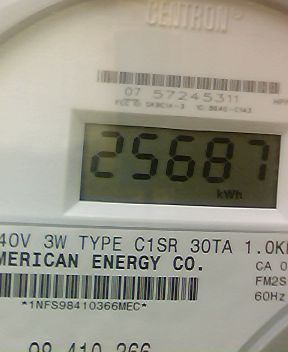 CENTRON®
07 57245311
25687
kWh
40V 3W TYPE C1SR 30TA 1.0K
MERICAN ENERGY CO.
CA 0
FM2S
60Hz
*1NFS98410366MEC*
98 410 366